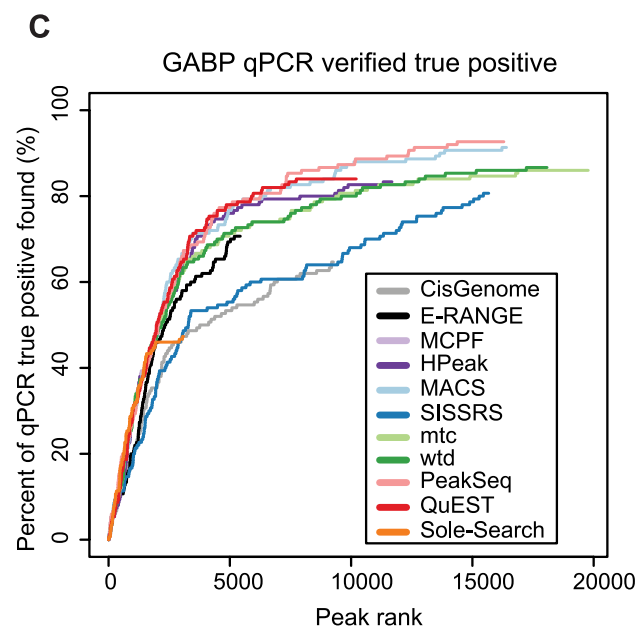 C
GABP qPCR verified true positive
Percent of qPCR true positive found (%)
100
80
60
40
20
0
CisGenome
E-RANGE
MCPF
HPeak
MACS
SISSRS
mtc
wtd
PeakSeq
QuEST
Sole-Search
0 5000 10000 15000 20000
Peak rank